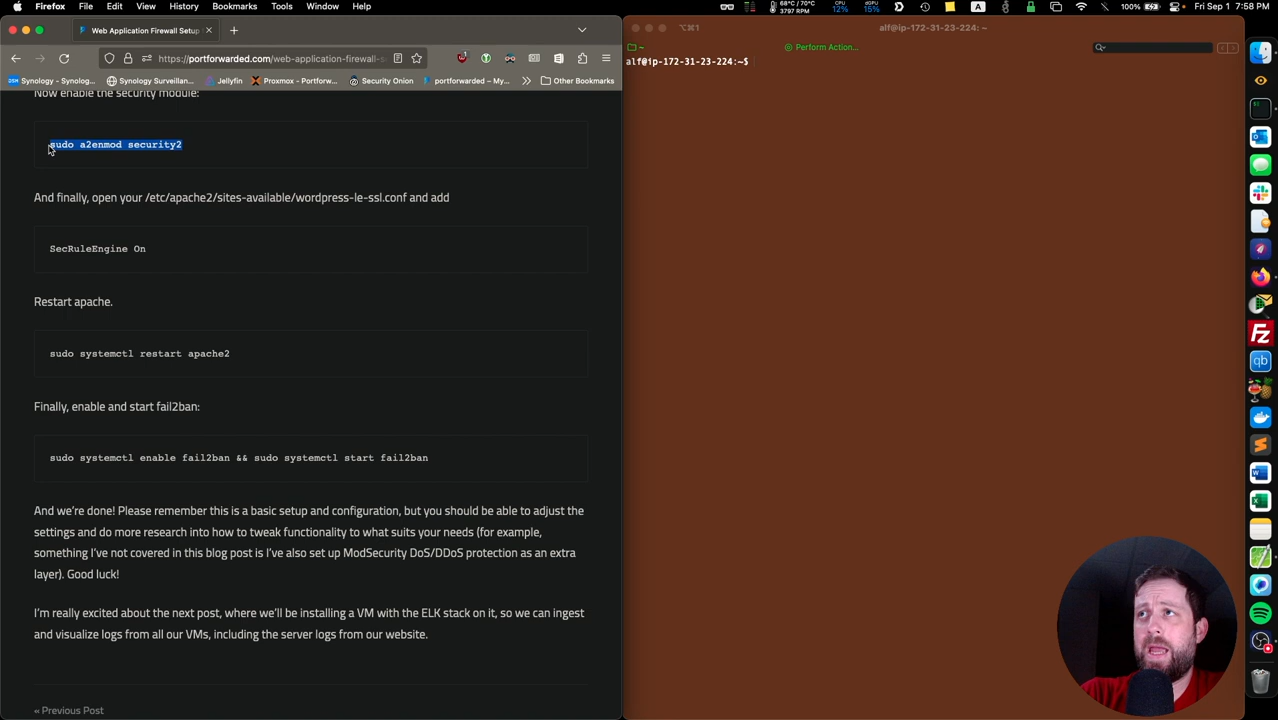 Firefox File Edit View History Bookmarks Tools Window Help
68°F / 70°F
3797 RPM
CPU
12%
dGPU
15%
A
100%
Fri Sep 1 7:58 PM
Web Application Firewall Setup
https://portforwarded.com/web-application-firewall-s
Synology - Synolog... Synology Surveillan... Jellyfin Proxmox - Portforw... Security Onion portforwarded – My... Other Bookmarks
⌥⌘1
alf@ip-172-31-23-224: ~
~
Perform Action...
alf@ip-172-31-23-224:~$
Now enable the security module:
sudo a2enmod security2
And finally, open your /etc/apache2/sites-available/wordpress-le-ssl.conf and add
SecRuleEngine On
Restart apache.
sudo systemctl restart apache2
Finally, enable and start fail2ban:
sudo systemctl enable fail2ban && sudo systemctl start fail2ban
And we're done! Please remember this is a basic setup and configuration, but you should be able to adjust the
settings and do more research into how to tweak functionality to what suits your needs (for example,
something I've not covered in this blog post is I've also set up ModSecurity DoS/DDoS protection as an extra
layer). Good luck!
I'm really excited about the next post, where we'll be installing a VM with the ELK stack on it, so we can ingest
and visualize logs from all our VMs, including the server logs from our website.
« Previous Post